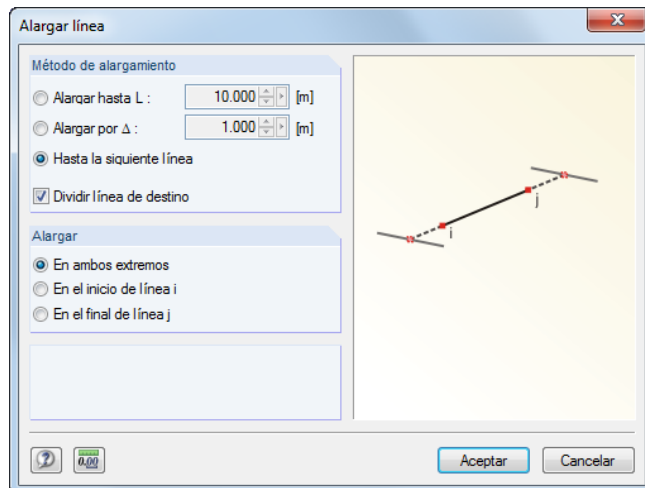 Alargar línea
Método de alargamiento
Alargar hasta L : 10.000 [m]
Alargar por Δ : 1.000 [m]
Hasta la siguiente línea
Dividir línea de destino
Alargar
En ambos extremos
En el inicio de línea i
En el final de línea j
j
i
0.00
Aceptar Cancelar